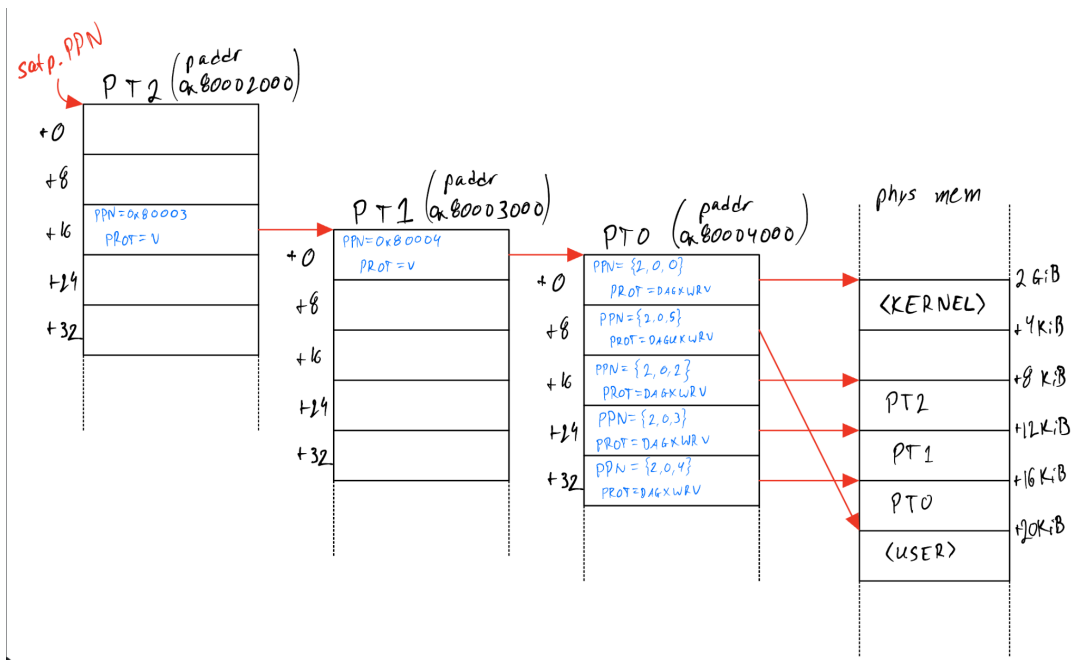 satp.PPN
PT2 (paddr 0x80002000)
+0
+8
+16
+24
+32
PPN=0x80003
PROT=V
PT1 (paddr 0x80003000)
+0
+8
+16
+24
+32
PPN=0x80004
PROT=V
PT0 (paddr 0x80004000)
+0
+8
+16
+24
+32
PPN={2,0,0}
PROT=DAGXWRV
PPN={2,0,5}
PROT=DAGUXWRV
PPN={2,0,2}
PROT=DAGXWRV
PPN={2,0,3}
PROT=DAGXWRV
PPN={2,0,4}
PROT=DAGXWRV
phys mem
2 GiB
<KERNEL>
+4KiB
+8 KiB
PT2
+12KiB
PT1
+16 KiB
PT0
+20KiB
<USER>